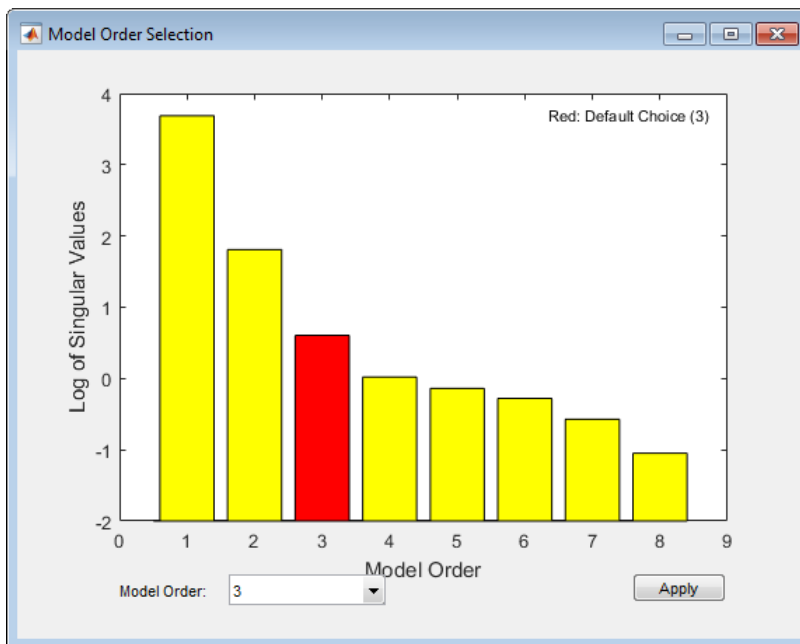 Model Order Selection
Red: Default Choice (3)
Log of Singular Values
4
3
2
1
0
-1
-2
0 1 2 3 4 5 6 7 8 9
Model Order
Model Order: 3 Apply